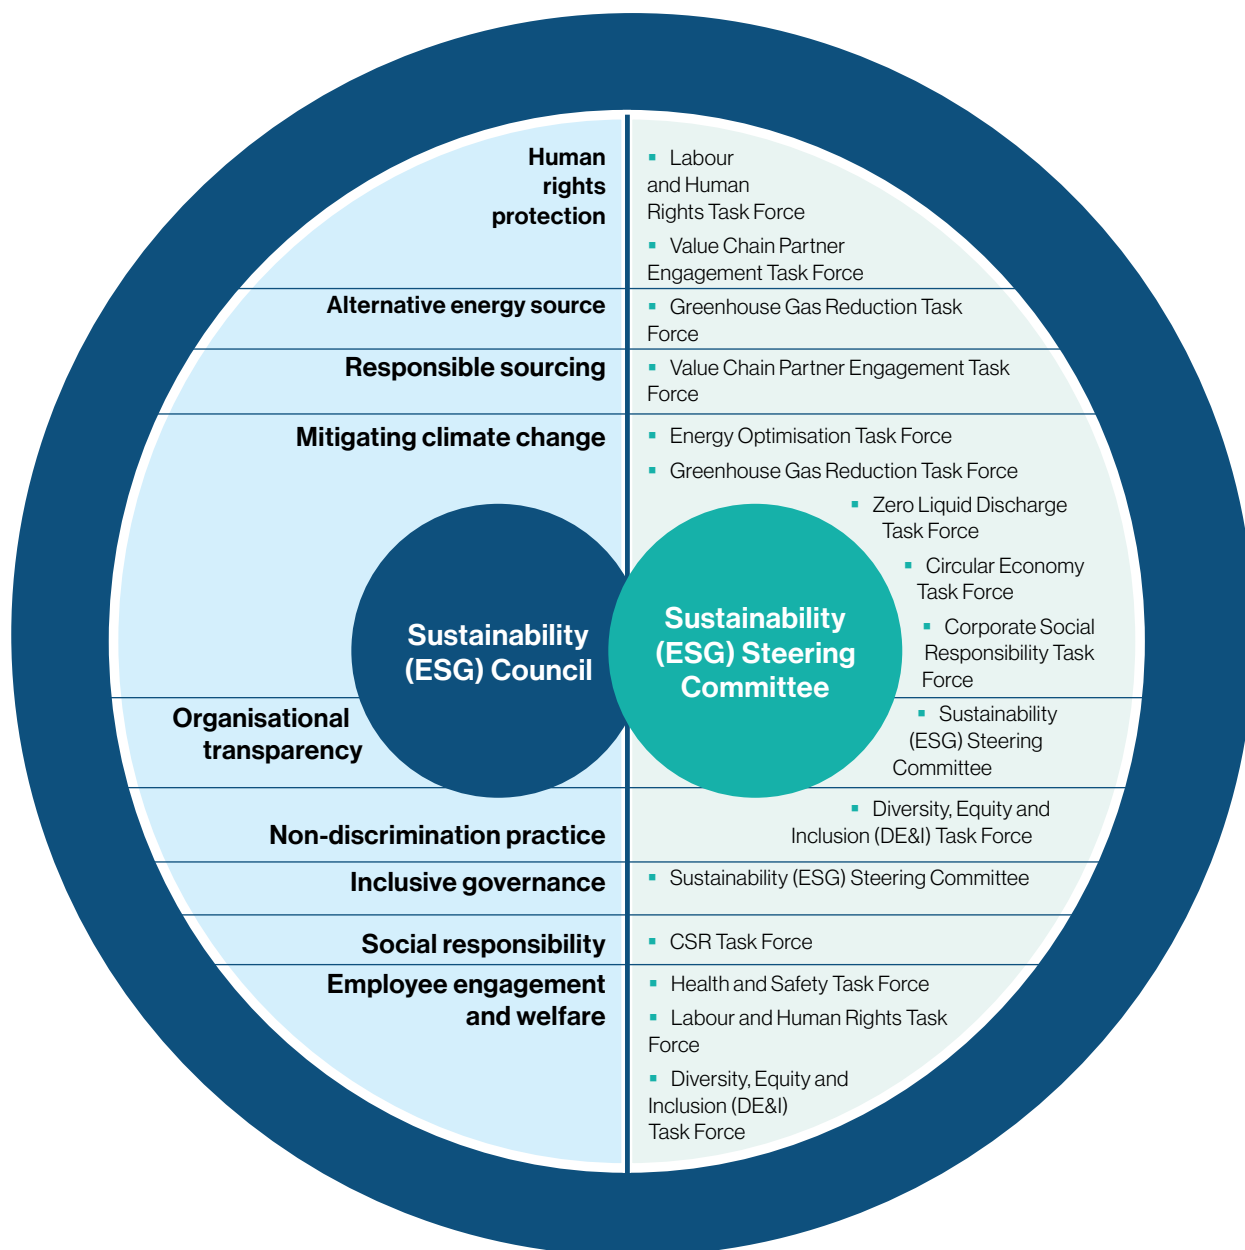 Human
rights
protection
▪ Labour
and Human
Rights Task Force
▪ Value Chain Partner
Engagement Task Force
Alternative energy source
▪ Greenhouse Gas Reduction Task
Force
Responsible sourcing
▪ Value Chain Partner Engagement Task
Force
Mitigating climate change
▪ Energy Optimisation Task Force
▪ Greenhouse Gas Reduction Task Force
▪ Zero Liquid Discharge
Task Force
▪ Circular Economy
Task Force
▪ Corporate Social
Responsibility Task
Force
Sustainability
(ESG) Council
Sustainability
(ESG) Steering
Committee
Organisational
transparency
▪ Sustainability
(ESG) Steering
Committee
Non-discrimination practice
▪ Diversity, Equity and
Inclusion (DE&I) Task Force
Inclusive governance
▪ Sustainability (ESG) Steering Committee
Social responsibility
▪ CSR Task Force
Employee engagement
and welfare
▪ Health and Safety Task Force
▪ Labour and Human Rights Task
Force
▪ Diversity, Equity and
Inclusion (DE&I)
Task Force